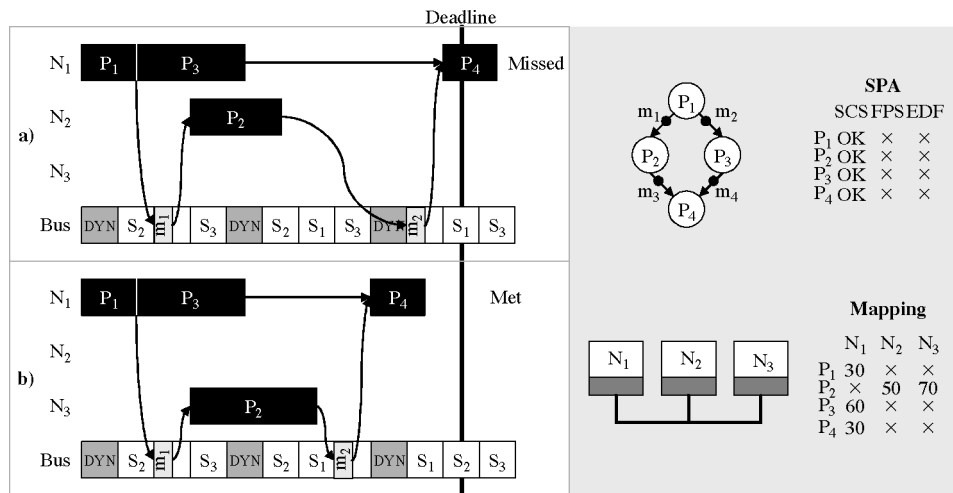 Deadline
N1 P1 P3 P4 Missed
a)
N2 P2
N3
Bus DYN S2 m1 S3 DYN S2 S1 S3 DYN m2 S1 S3
N1 P1 P3 P4 Met
N2
b)
N3 P2
Bus DYN S2 m1 S3 DYN S2 S1 m2 DYN S1 S2 S3
P1
m1 m2
P2 P3
m3 m4
P4
SPA
SCS FPS EDF
P1 OK × ×
P2 OK × ×
P3 OK × ×
P4 OK × ×
N1 N2 N3
Mapping
N1 N2 N3
P1 30 × ×
P2 × 50 70
P3 60 × ×
P4 30 × ×